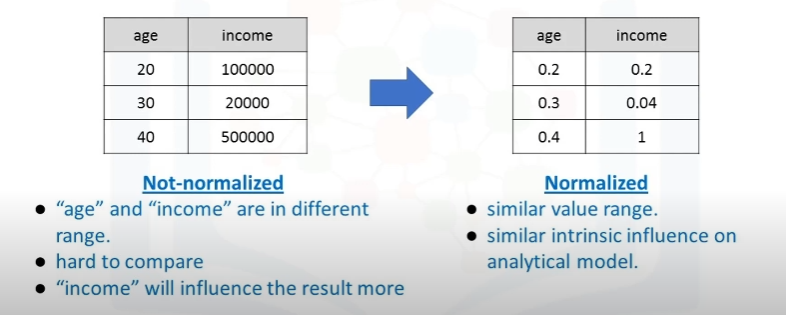 age income
20 100000
30 20000
40 500000
age income
0.2 0.2
0.3 0.04
0.4 1
Not-normalized
● “age” and “income” are in different
range.
● hard to compare
● “income” will influence the result more
Normalized
● similar value range.
● similar intrinsic influence on
analytical model.